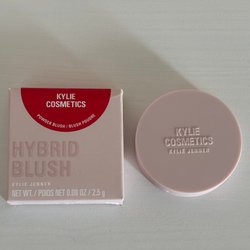 KYLIE
COSMETICS
POWDER BLUSH / BLUSH POUDRE
HYBRID
BLUSH
KYLIE JENNER
NET WT. / POIDS NET 0.08 OZ / 2,5 g
KYLIE
COSMETICS
KYLIE JENNER